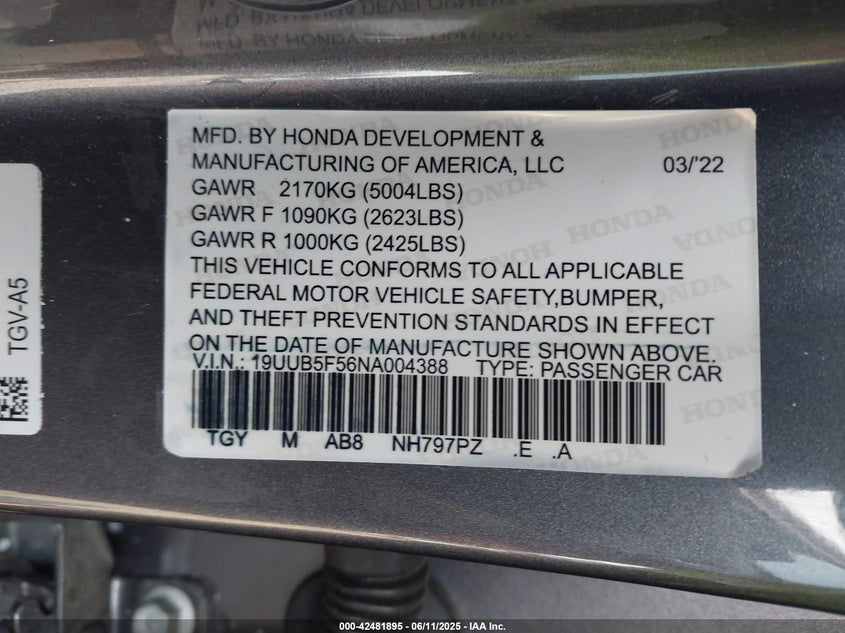 MFD. BY HONDA DEVELOPMENT &
MANUFACTURING OF AMERICA, LLC 03/'22
GAWR 2170KG (5004LBS)
GAWR F 1090KG (2623LBS)
GAWR R 1000KG (2425LBS)
THIS VEHICLE CONFORMS TO ALL APPLICABLE
FEDERAL MOTOR VEHICLE SAFETY,BUMPER,
AND THEFT PREVENTION STANDARDS IN EFFECT
ON THE DATE OF MANUFACTURE SHOWN ABOVE.
V.I.N.: 19UUB5F56NA004388 TYPE: PASSENGER CAR
TGY M AB8 NH797PZ .E .A
TGV-A5
000-42481895 - 06/11/2025 - IAA Inc.